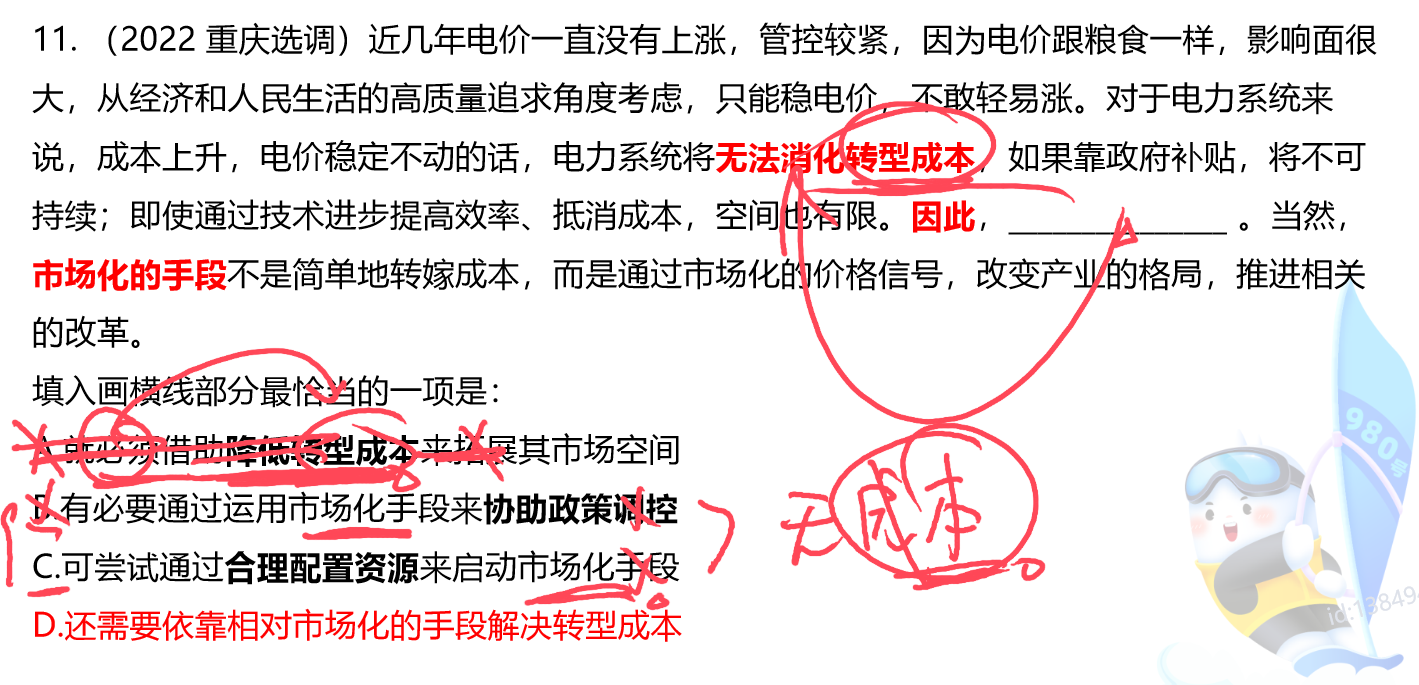 11. （2022 重庆选调）近几年电价一直没有上涨，管控较紧，因为电价跟粮食一样，影响面很
大，从经济和人民生活的高质量追求角度考虑，只能稳电价，不敢轻易涨。对于电力系统来
说，成本上升，电价稳定不动的话，电力系统将无法消化转型成本，如果靠政府补贴，将不可
持续；即使通过技术进步提高效率、抵消成本，空间也有限。因此，______________ 。当然，
市场化的手段不是简单地转嫁成本，而是通过市场化的价格信号，改变产业的格局，推进相关
的改革。
填入画横线部分最恰当的一项是：
A.就必须借助降低转型成本来拓展其市场空间
B.有必要通过运用市场化手段来协助政策调控
C.可尝试通过合理配置资源来启动市场化手段
D.还需要依靠相对市场化的手段解决转型成本
无成本
980号